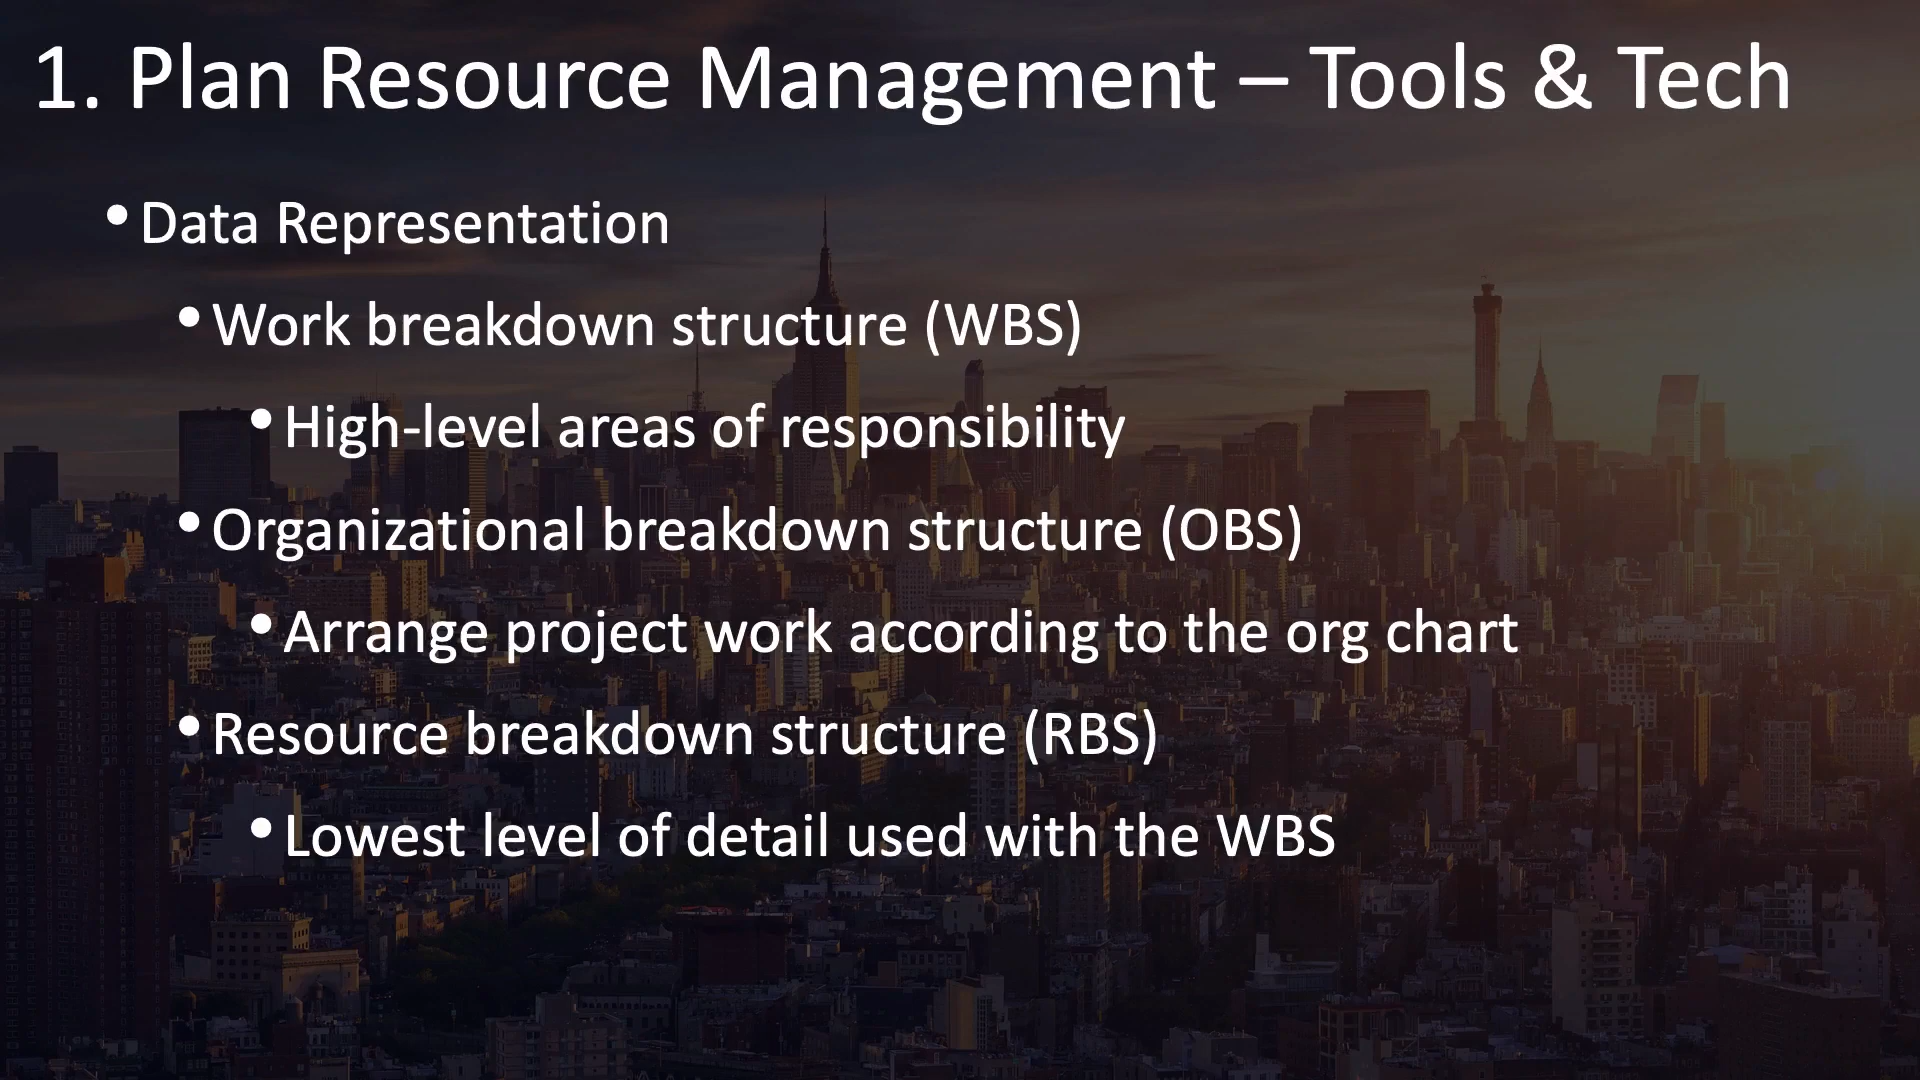 1. Plan Resource Management – Tools & Tech
• Data Representation
• Work breakdown structure (WBS)
• High-level areas of responsibility
• Organizational breakdown structure (OBS)
• Arrange project work according to the org chart
• Resource breakdown structure (RBS)
• Lowest level of detail used with the WBS